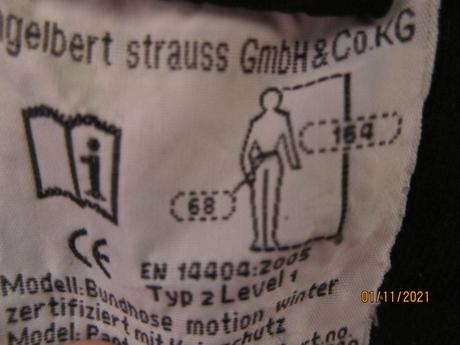 engelbert strauss GmbH & Co.KG
i
164
68
CE
EN 14404:2005
Typ 2 Level 1
Modell: Bundhose motion winter
zertifiziert mit
Model:
01/11/2021